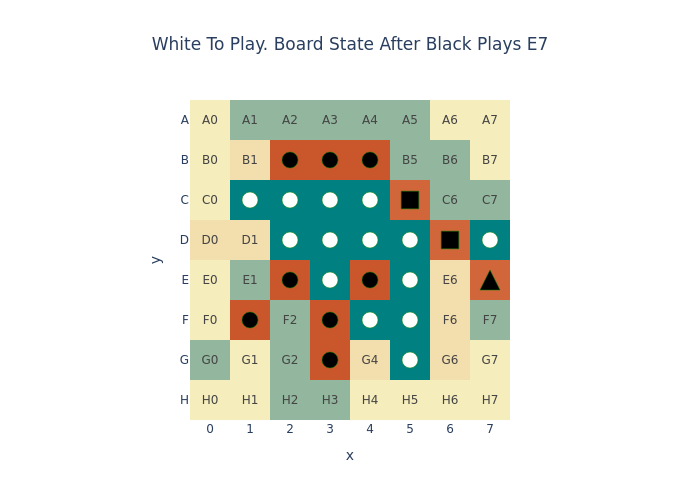 White To Play. Board State After Black Plays E7
A A0 A1 A2 A3 A4 A5 A6 A7
B B0 B1 B5 B6 B7
C C0 C6 C7
D D0 D1
E E0 E1 E6
F F0 F2 F6 F7
G G0 G1 G2 G4 G6 G7
H H0 H1 H2 H3 H4 H5 H6 H7
0 1 2 3 4 5 6 7
x
y